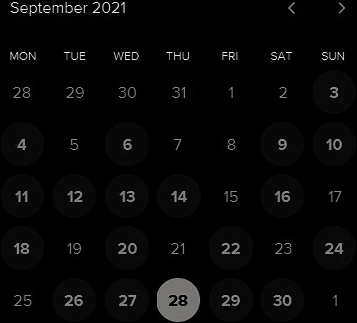 September 2021
MON TUE WED THU FRI SAT SUN
28 29 30 31 1 2 3
4 5 6 7 8 9 10
11 12 13 14 15 16 17
18 19 20 21 22 23 24
25 26 27 28 29 30 1